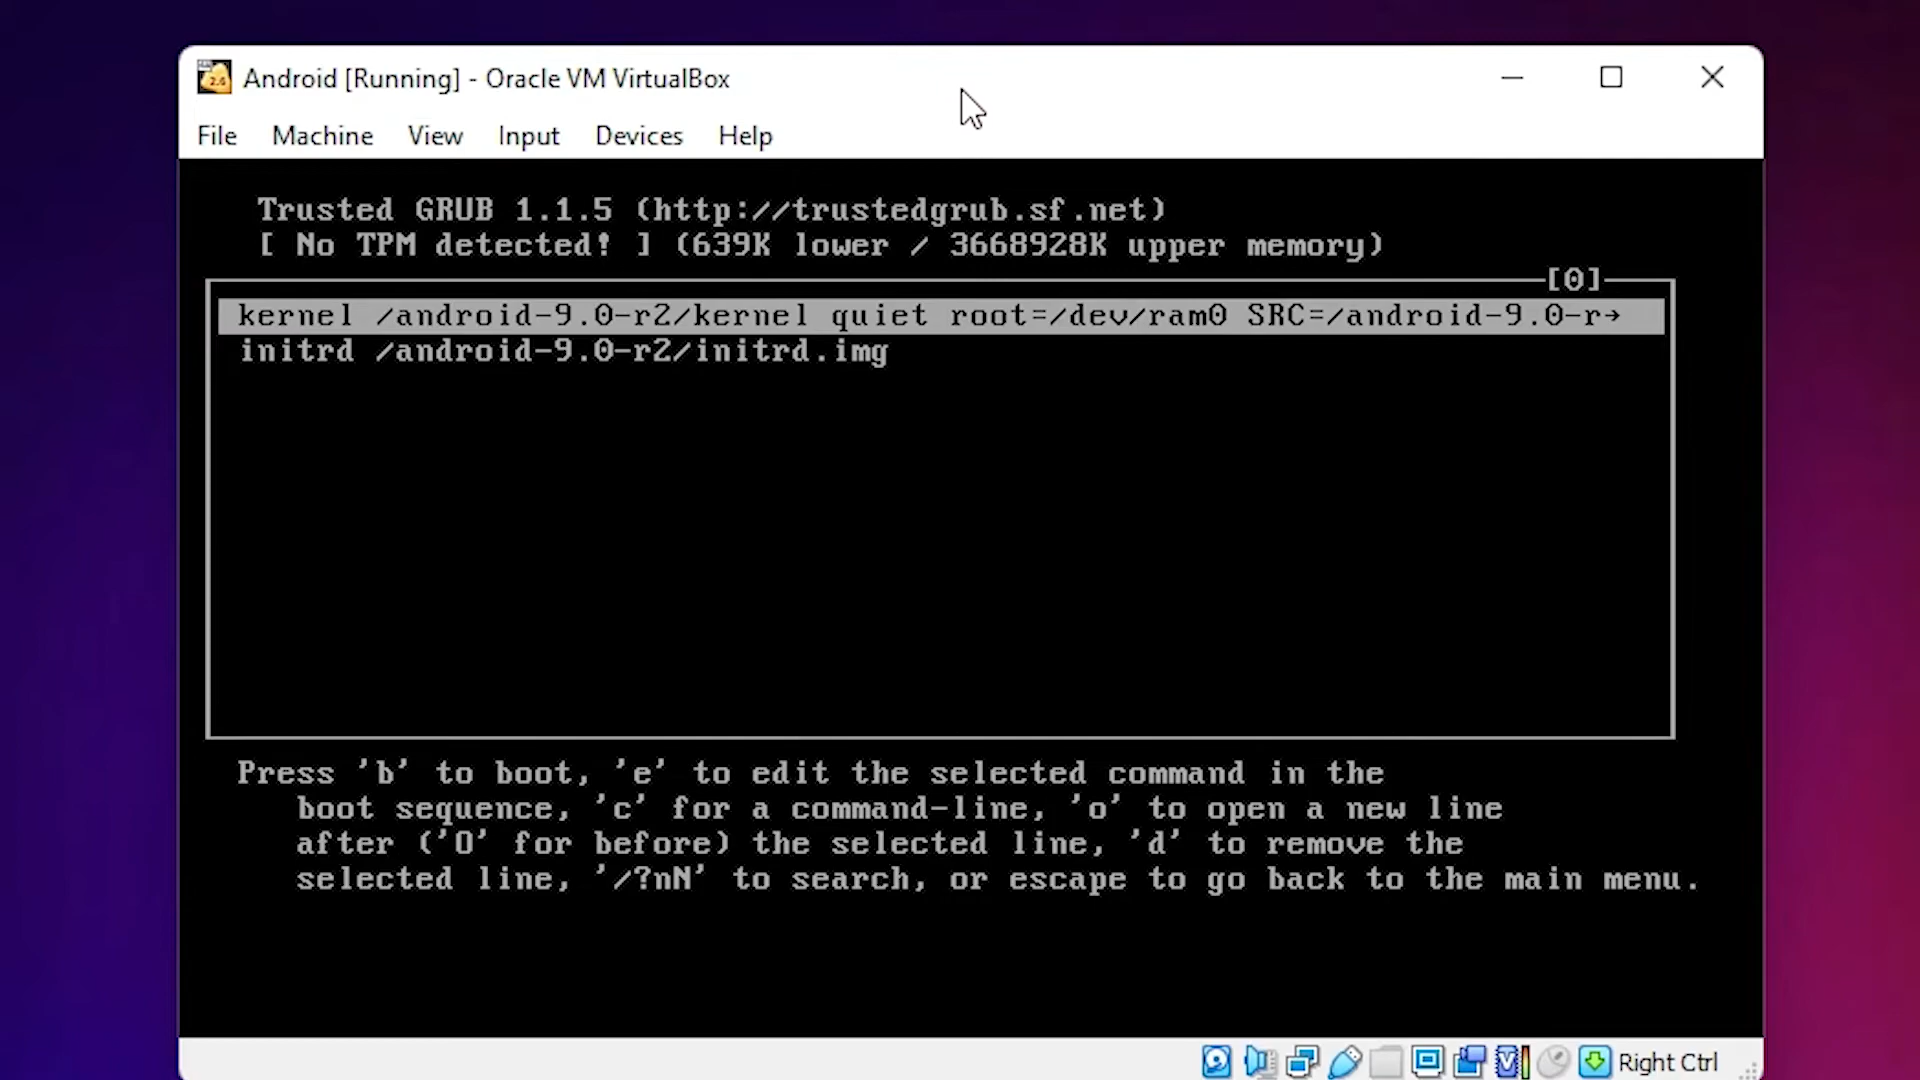 Android [Running] - Oracle VM VirtualBox
File Machine View Input Devices Help
Trusted GRUB 1.1.5 (http://trustedgrub.sf.net)
[ No TPM detected! ] (639K lower / 3668928K upper memory)
[0]
kernel /android-9.0-r2/kernel quiet root=/dev/ram0 SRC=/android-9.0-r→
initrd /android-9.0-r2/initrd.img
Press 'b' to boot, 'e' to edit the selected command in the
boot sequence, 'c' for a command-line, 'o' to open a new line
after ('O' for before) the selected line, 'd' to remove the
selected line, '/?nN' to search, or escape to go back to the main menu.
Right Ctrl